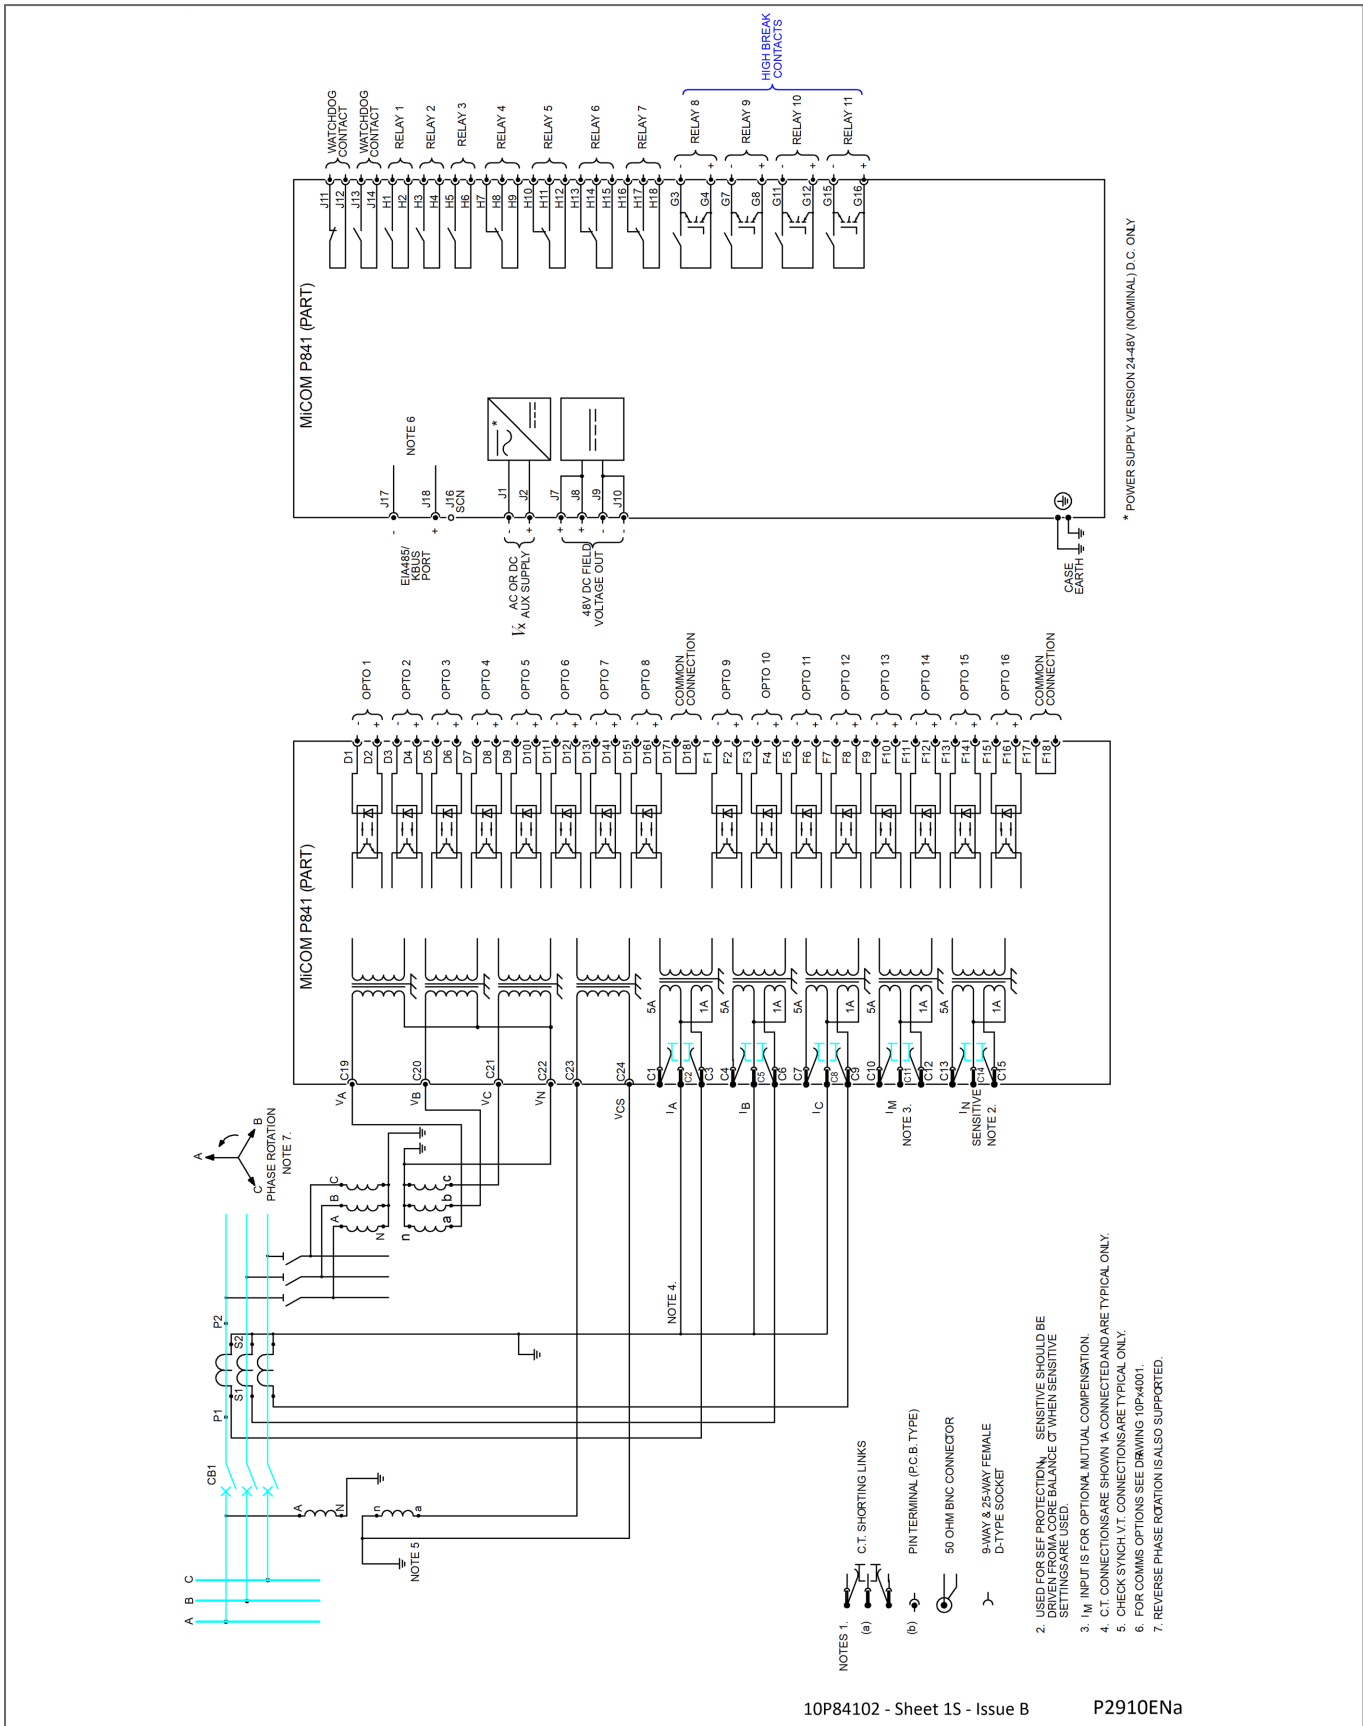 HIGH BREAK
CONTACTS
WATCHDOG
CONTACT
WATCHDOG
CONTACT
RELAY 1
RELAY 2
RELAY 3
RELAY 4
RELAY 5
RELAY 6
RELAY 7
RELAY 8
RELAY 9
RELAY 10
RELAY 11
- + - + - + - +
J11
J12
J13
J14
H1
H2
H3
H4
H5
H6
H7
H8
H9
H10
H11
H12
H13
H14
H15
H16
H17
H18
G3
G4
G7
G8
G11
G12
G15
G16
MiCOM P841 (PART)
NOTE 6
*
J17
J18
J16
SCN
J1
J2
J7
J8
J9
J10
- + - + + + - -
EIA485/
KBUS
PORT
Vx
AC OR DC
AUX SUPPLY
48V DC FIELD
VOLTAGE OUT
CASE
EARTH
* POWER SUPPLY VERSION 24-48V (NOMINAL) D.C. ONLY
OPTO 1
OPTO 2
OPTO 3
OPTO 4
OPTO 5
OPTO 6
OPTO 7
OPTO 8
COMMON
CONNECTION
OPTO 9
OPTO 10
OPTO 11
OPTO 12
OPTO 13
OPTO 14
OPTO 15
OPTO 16
COMMON
CONNECTION
- + - + - + - + - + - + - + - +
- + - + - + - + - + - + - + - +
D1
D2
D3
D4
D5
D6
D7
D8
D9
D10
D11
D12
D13
D14
D15
D16
D17
D18
F1
F2
F3
F4
F5
F6
F7
F8
F9
F10
F11
F12
F13
F14
F15
F16
F17
F18
MiCOM P841 (PART)
5A
1A
5A
1A
5A
1A
5A
1A
5A
1A
C19
C20
C21
C22
C23
C24
C1
C2
C3
C4
C5
C6
C7
C8
C9
C10
C11
C12
C13
C14
C15
VA
VB
VC
VN
VCS
IA
IB
IC
IM
NOTE 3.
IN
SENSITIVE
NOTE 2.
A
B
C
PHASE ROTATION
NOTE 7.
A
B
C
N
n
a
b
c
P2
S2
S1
P1
NOTE 4.
CB1
A
N
n
a
NOTE 5
A
B
C
NOTES 1.
(a)
C.T. SHORTING LINKS
(b)
PIN TERMINAL (P.C.B. TYPE)
50 OHM BNC CONNECTOR
9-WAY & 25-WAY FEMALE
D-TYPE SOCKET
2. USED FOR SEF PROTECTION. N SENSITIVE SHOULD BE
DRIVEN FROM A CORE BALANCE CT WHEN SENSITIVE
SETTINGS ARE USED.
3. IM INPUT IS FOR OPTIONAL MUTUAL COMPENSATION.
4. C.T. CONNECTIONS ARE SHOWN 1A CONNECTED AND ARE TYPICAL ONLY.
5. CHECK SYNCH.V.T. CONNECTIONS ARE TYPICAL ONLY.
6. FOR COMMS OPTIONS SEE DRAWING 10Px4001.
7. REVERSE PHASE ROTATION IS ALSO SUPPORTED.
10P84102 - Sheet 1S - Issue B
P2910ENa